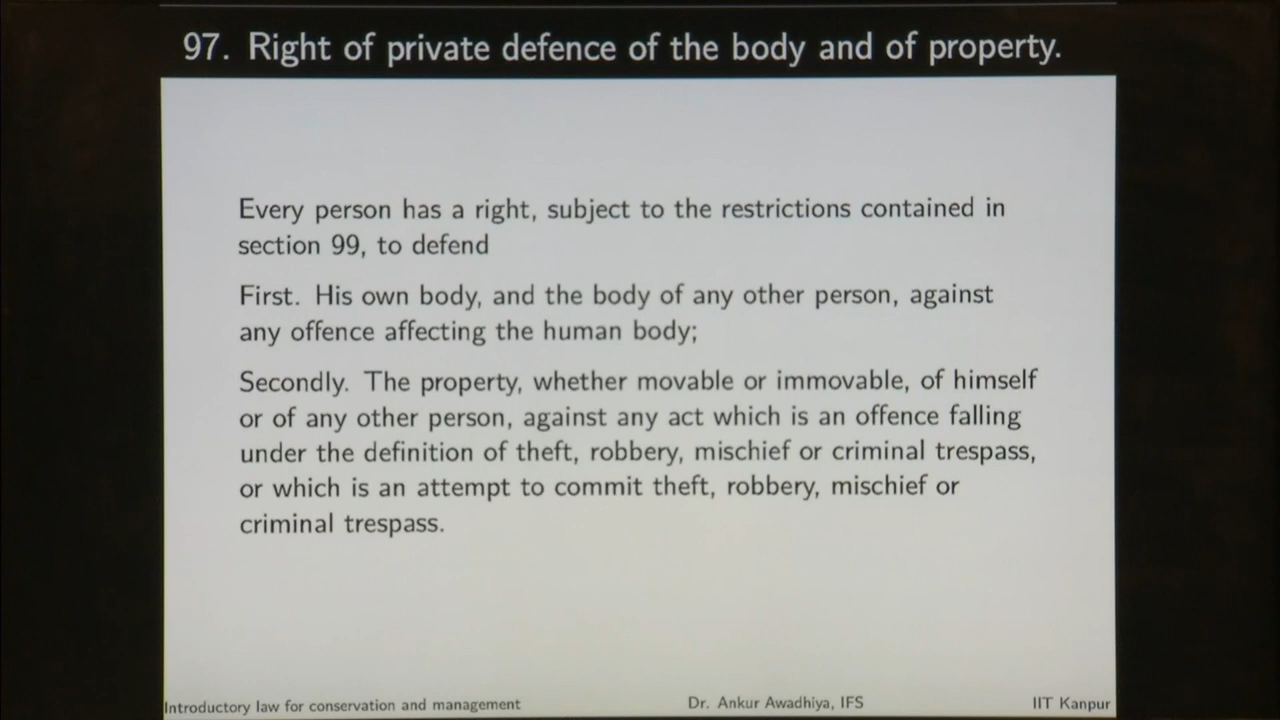 97. Right of private defence of the body and of property.
Every person has a right, subject to the restrictions contained in
section 99, to defend
First. His own body, and the body of any other person, against
any offence affecting the human body;
Secondly. The property, whether movable or immovable, of himself
or of any other person, against any act which is an offence falling
under the definition of theft, robbery, mischief or criminal trespass,
or which is an attempt to commit theft, robbery, mischief or
criminal trespass.
Introductory law for conservation and management
Dr. Ankur Awadhiya, IFS
IIT Kanpur